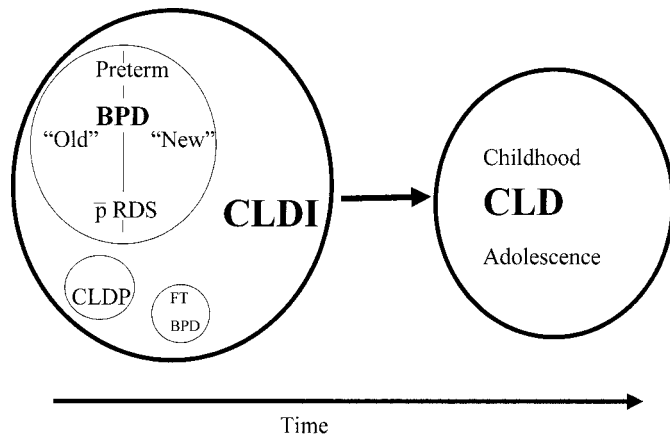 Preterm
BPD
“Old” “New”
p̅ RDS
CLDI
CLDP
FT
BPD
Childhood
CLD
Adolescence
Time